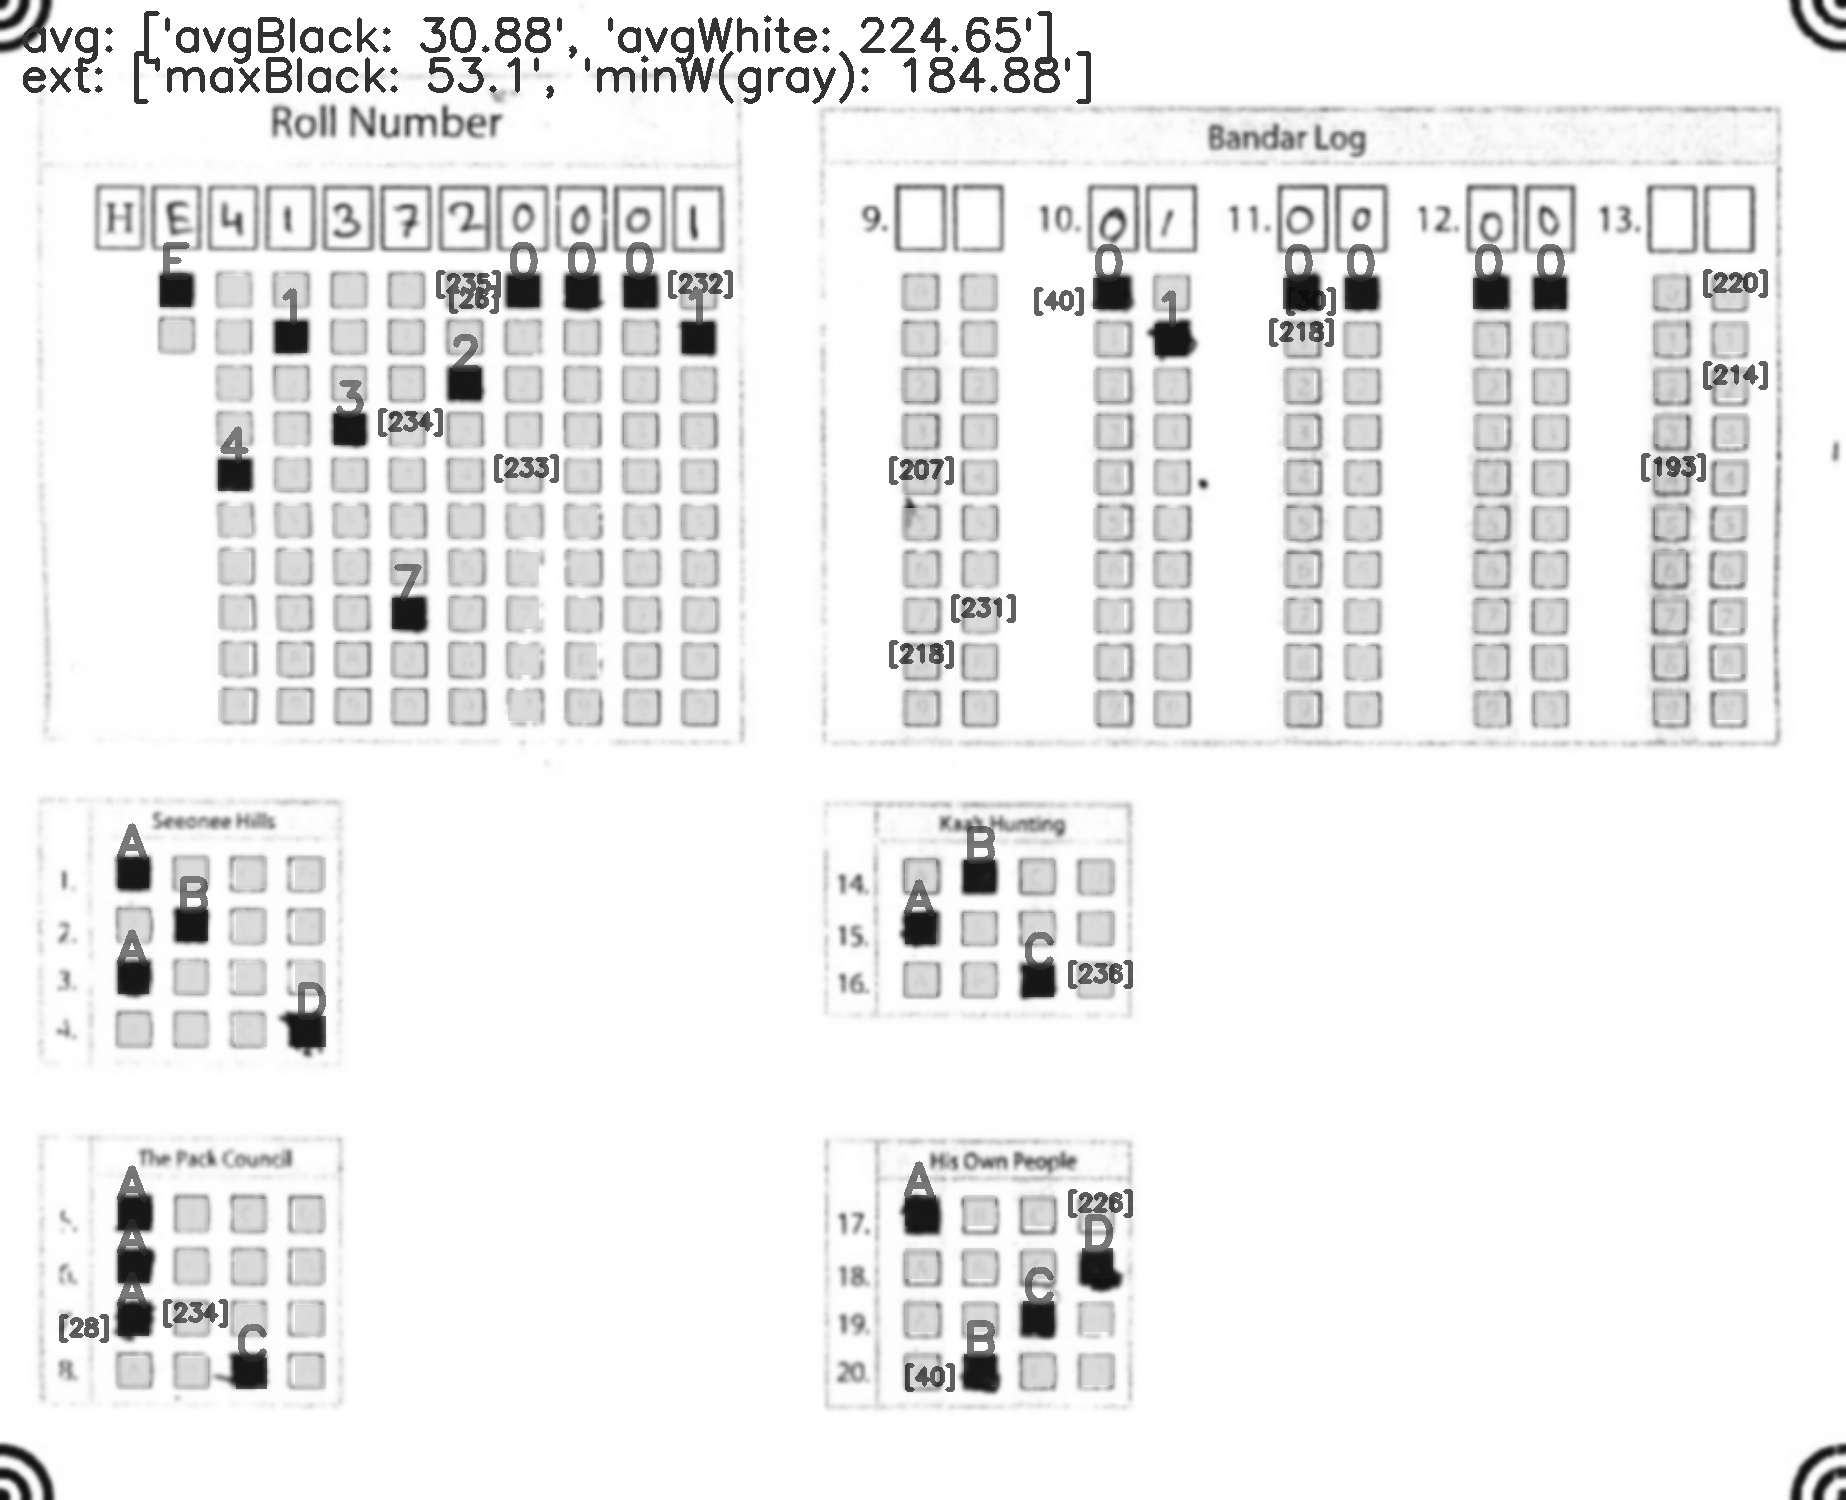 avg: ['avgBlack: 30.88', 'avgWhite: 224.65']
ext: ['maxBlack: 53.1', 'minW(gray): 184.88']
Roll Number
H E 4 1 3 7 2 0 0 0 1
E [235] 0 0 0 [232]
[26]
1 1
2
3
[234]
4
[233]
7
Bandar Log
9. 10. 0 1 11. 0 0 12. 0 0 13.
0 0 0 0 0 [220]
[40] 1 [30]
[218]
[214]
[207] [193]
[231]
[218]
Seeonee Hills
A
1.
B
2.
A
3.
D
4.
Kaa's Hunting
B
14.
A
15.
C
16. [236]
The Pack Council
A
A
A
[234]
[28]
C
8.
His Own People
A
[226]
17.
D
18.
C
19.
B
20. [40]